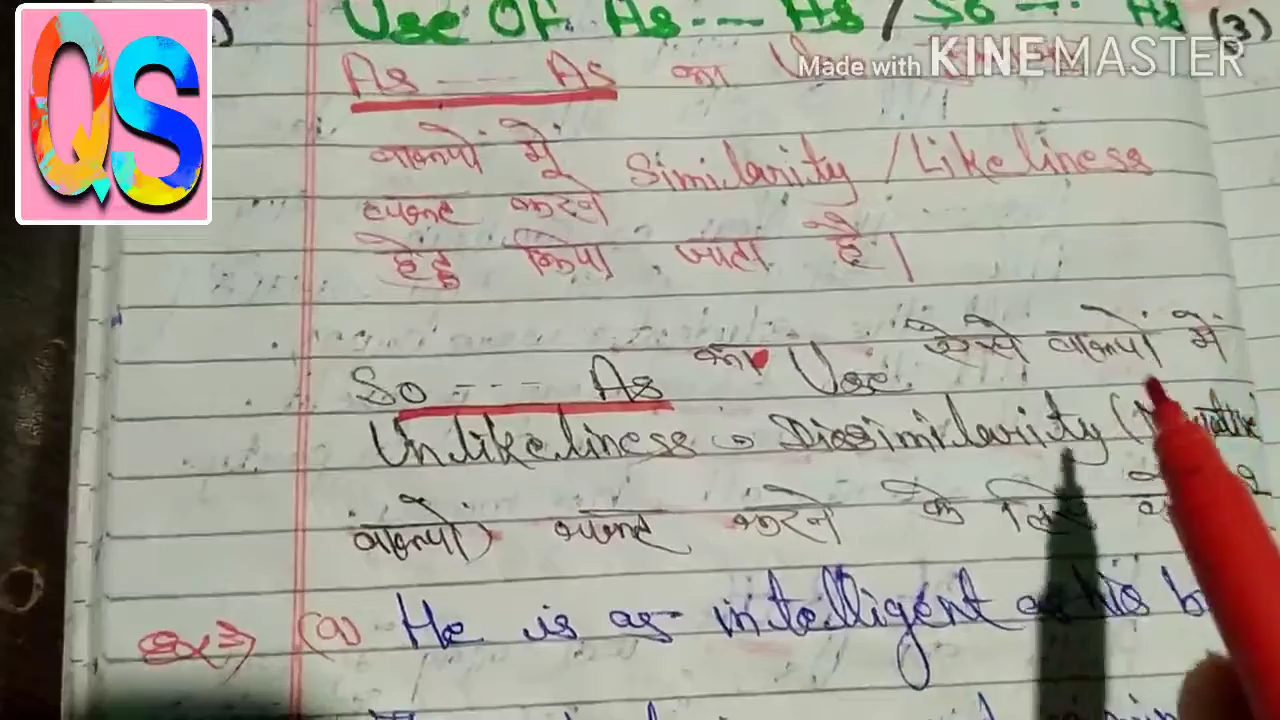 QS
Made with KINEMASTER
Use Of As --- As / So --- As (3)
As --- As का
वाक्यों में Similarity / Likeliness
व्यक्त करने
हेतु किया जाता है।
So --- As का Use ऐसे वाक्यों में
Unlikeliness Dissimilarity
वाक्यों) व्यक्त करने के लिए
Ex⇒ (a) He is as intelligent as his